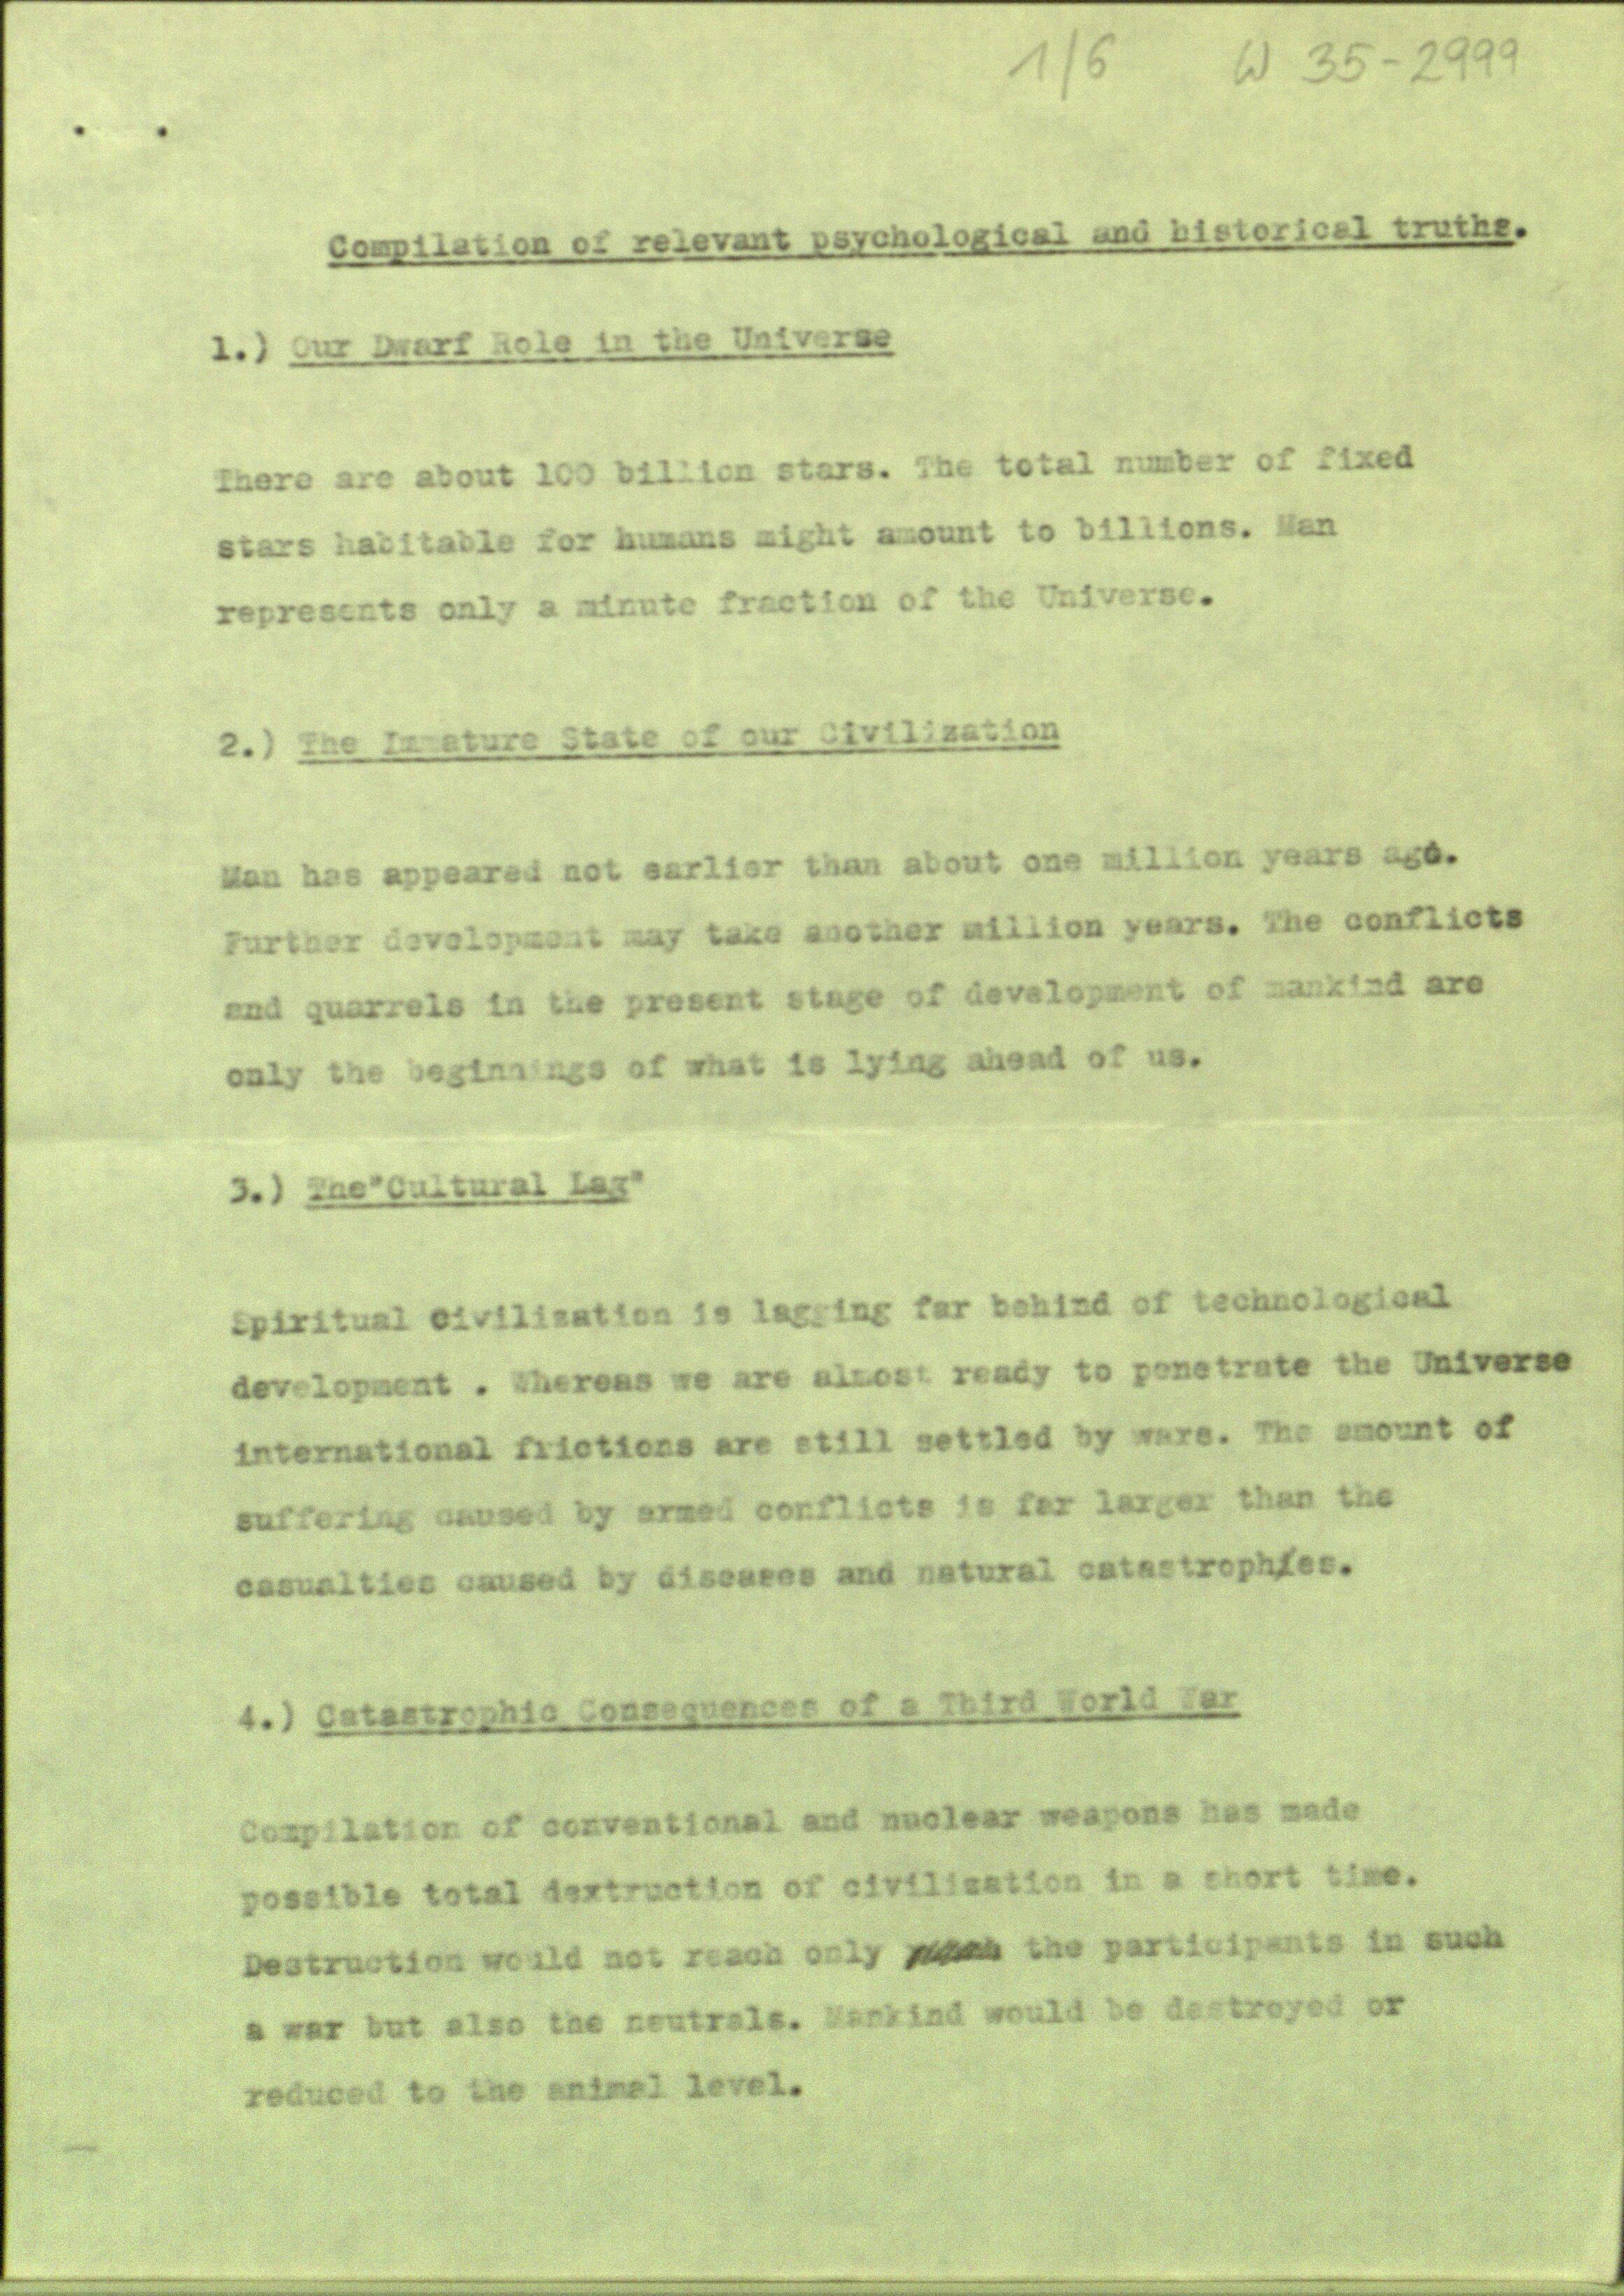 1/6 W 35-2999
Compilation of relevant psychological and historical truths.
1.) Our Dwarf Role in the Universe
There are about 100 billion stars. The total number of fixed
stars habitable for humans might amount to billions. Man
represents only a minute fraction of the Universe.
2.) The Immature State of our Civilization
Man has appeared not earlier than about one million years ago.
Further development may take another million years. The conflicts
and quarrels in the present stage of development of mankind are
only the beginnings of what is lying ahead of us.
3.) The"Cultural Lag"
Spiritual Civilization is lagging far behind of technological
development . Whereas we are almost ready to penetrate the Universe
international frictions are still settled by wars. The amount of
suffering caused by armed conflicts is far larger than the
casualties caused by diseases and natural catastrophies.
4.) Catastrophic Consequences of a Third World War
Compilation of conventional and nuclear weapons has made
possible total dextruction of civilization in a short time.
Destruction would not reach only the participants in such
a war but also the neutrals. Mankind would be destroyed or
reduced to the animal level.